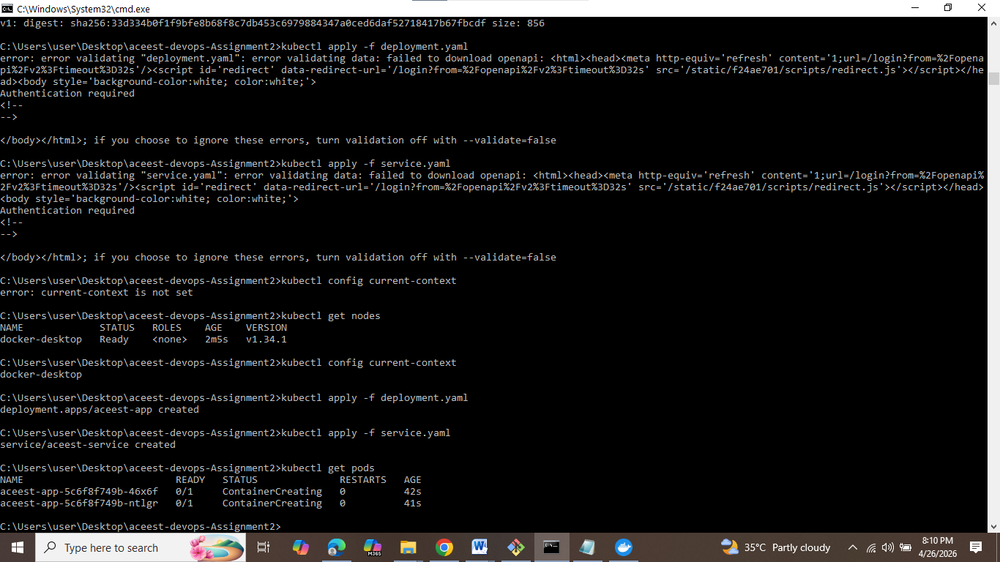 C:\Windows\System32\cmd.exe
v1: digest: sha256:33d334b0f1f9bfe8b68f8c7db453c6979884347a0ced6daf52718417b67fbcdf size: 856
C:\Users\user\Desktop\aceest-devops-Assignment2>kubectl apply -f deployment.yaml
error: error validating "deployment.yaml": error validating data: failed to download openapi: <html><head><meta http-equiv='refresh' content='1;url=/login?from=%2Fopena
pi%2Fv2%3Ftimeout%3D32s'/><script id='redirect' data-redirect-url='/login?from=%2Fopenapi%2Fv2%3Ftimeout%3D32s' src='/static/f24ae701/scripts/redirect.js'></script></he
ad><body style='background-color:white; color:white;'>
Authentication required
<!--
-->
</body></html>; if you choose to ignore these errors, turn validation off with --validate=false
C:\Users\user\Desktop\aceest-devops-Assignment2>kubectl apply -f service.yaml
error: error validating "service.yaml": error validating data: failed to download openapi: <html><head><meta http-equiv='refresh' content='1;url=/login?from=%2Fopenapi%
2Fv2%3Ftimeout%3D32s'/><script id='redirect' data-redirect-url='/login?from=%2Fopenapi%2Fv2%3Ftimeout%3D32s' src='/static/f24ae701/scripts/redirect.js'></script></head>
<body style='background-color:white; color:white;'>
Authentication required
<!--
-->
</body></html>; if you choose to ignore these errors, turn validation off with --validate=false
C:\Users\user\Desktop\aceest-devops-Assignment2>kubectl config current-context
error: current-context is not set
C:\Users\user\Desktop\aceest-devops-Assignment2>kubectl get nodes
NAME STATUS ROLES AGE VERSION
docker-desktop Ready <none> 2m5s v1.34.1
C:\Users\user\Desktop\aceest-devops-Assignment2>kubectl config current-context
docker-desktop
C:\Users\user\Desktop\aceest-devops-Assignment2>kubectl apply -f deployment.yaml
deployment.apps/aceest-app created
C:\Users\user\Desktop\aceest-devops-Assignment2>kubectl apply -f service.yaml
service/aceest-service created
C:\Users\user\Desktop\aceest-devops-Assignment2>kubectl get pods
NAME READY STATUS RESTARTS AGE
aceest-app-5c6f8f749b-46x6f 0/1 ContainerCreating 0 42s
aceest-app-5c6f8f749b-ntlgr 0/1 ContainerCreating 0 41s
C:\Users\user\Desktop\aceest-devops-Assignment2>
Type here to search
M365
35°C Partly cloudy
8:10 PM
4/26/2026